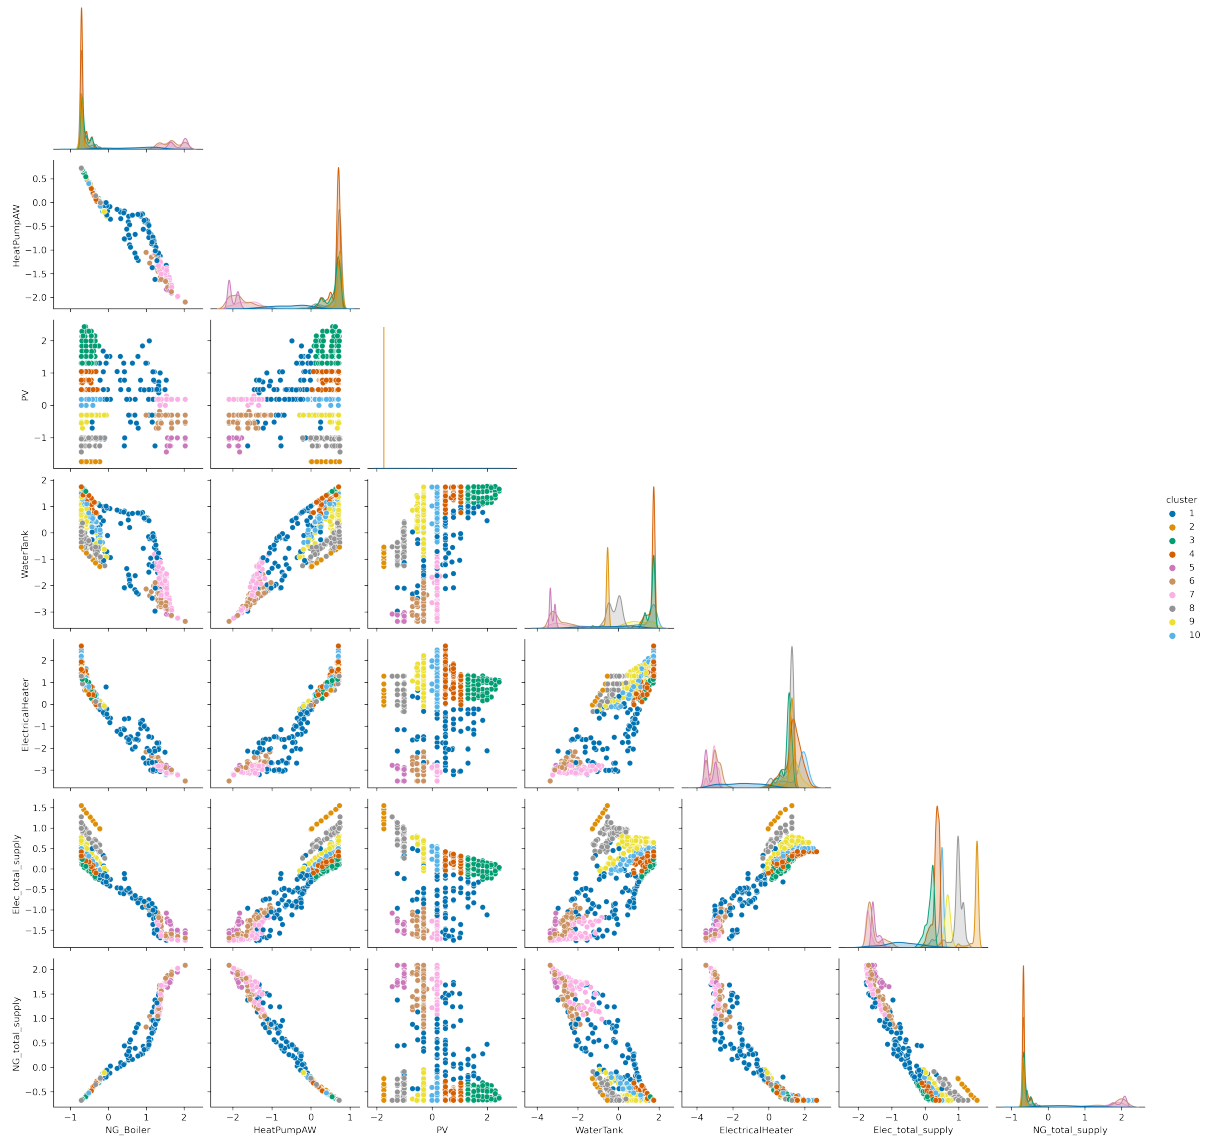 HeatPumpAW
0.5
0.0
−0.5
−1.0
−1.5
−2.0
PV
2
1
0
−1
WaterTank
2
1
0
−1
−2
−3
cluster
1
2
3
4
5
6
7
8
9
10
ElectricalHeater
2
1
0
−1
−2
−3
Elec_total_supply
1.5
1.0
0.5
0.0
−0.5
−1.0
−1.5
NG_total_supply
2.0
1.5
1.0
0.5
0.0
−0.5
−1 0 1 2
−2 −1 0 1
−2 0 2
−4 −2 0 2
−4 −2 0 2
−2 −1 0 1
−1 0 1 2
NG_Boiler
HeatPumpAW
PV
WaterTank
ElectricalHeater
Elec_total_supply
NG_total_supply